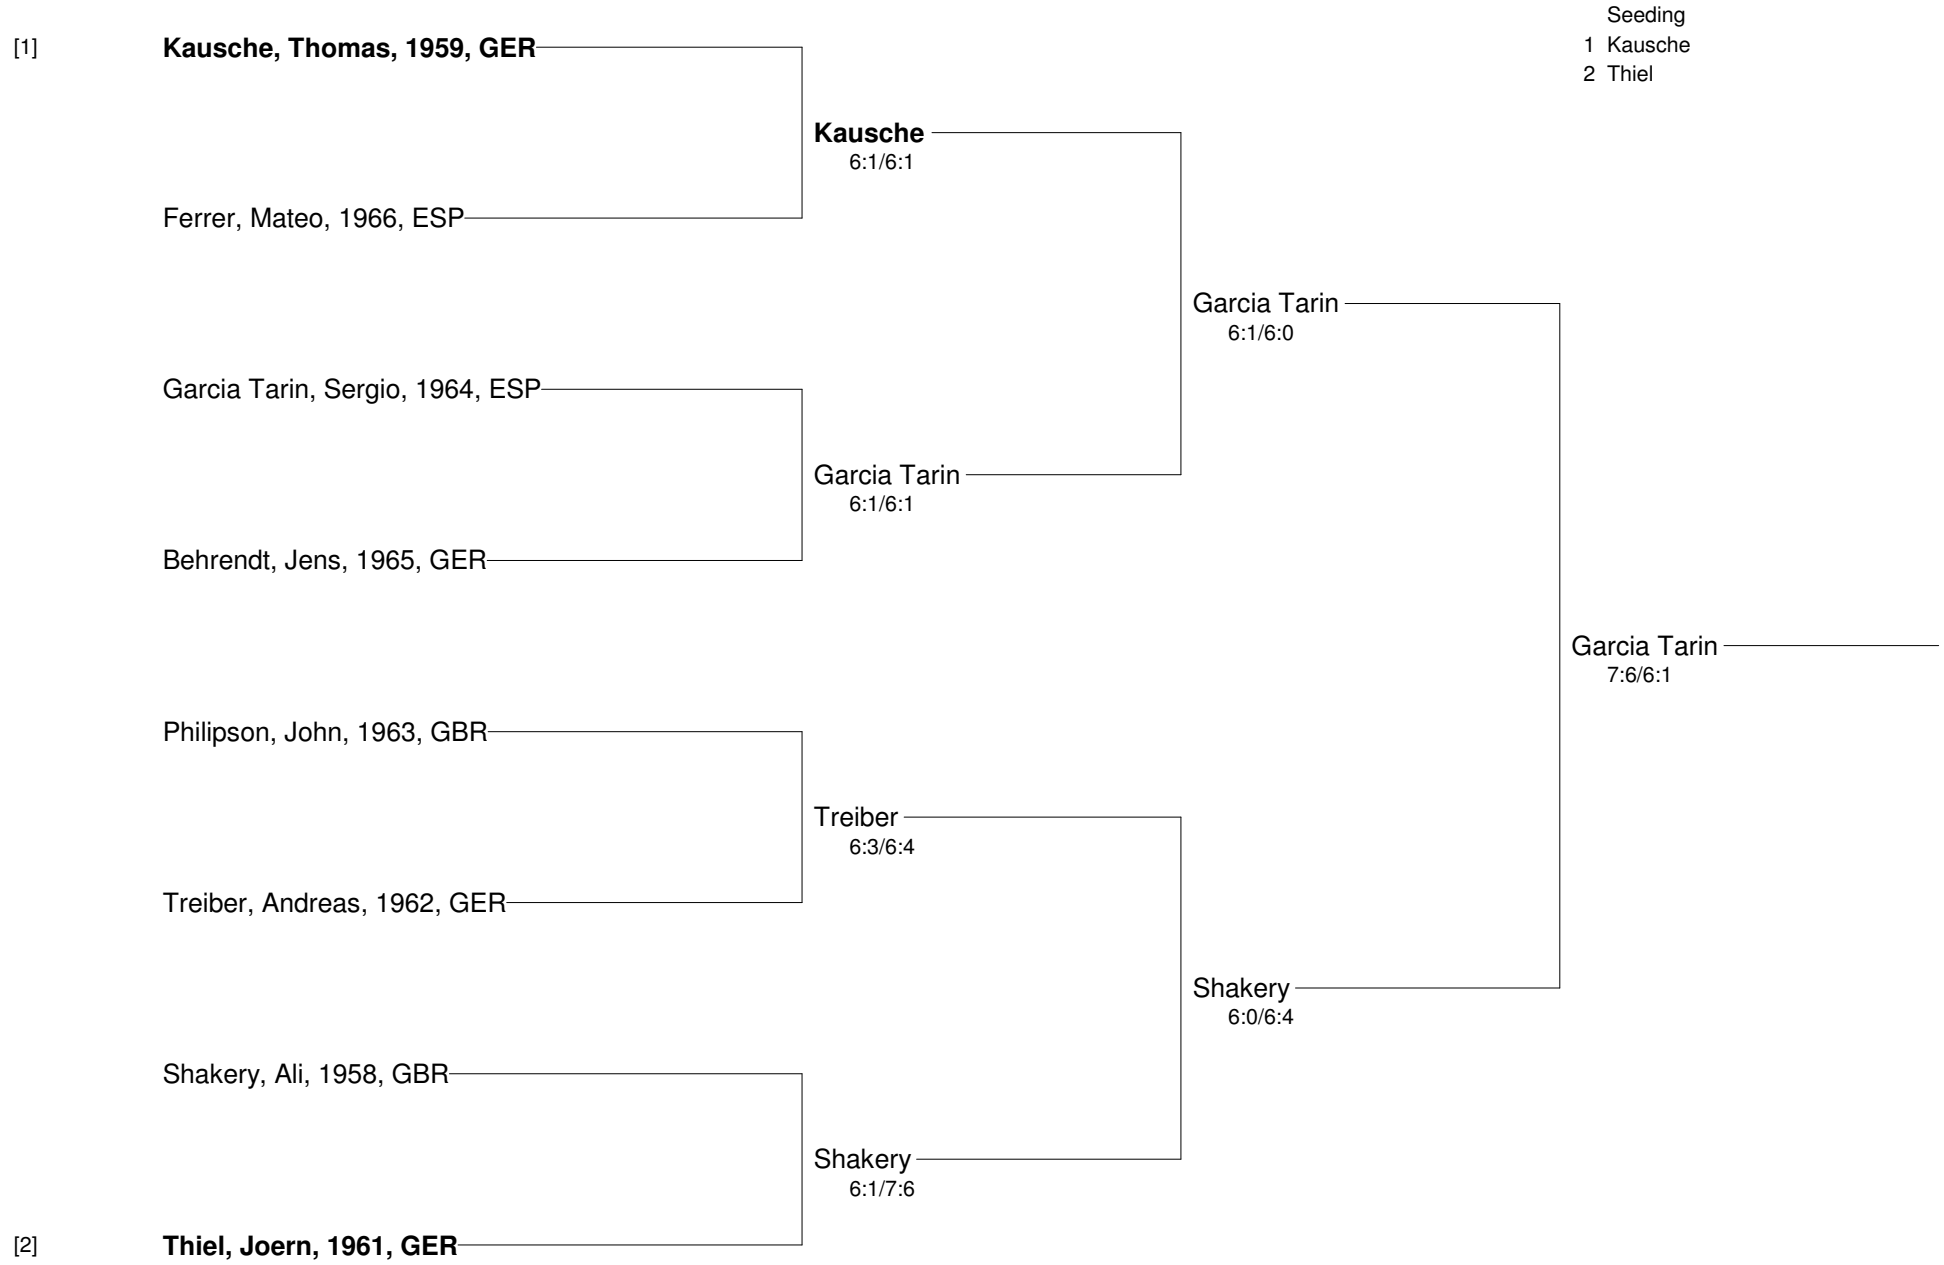 Seeding
1 Kausche
2 Thiel
[1] Kausche, Thomas, 1959, GER
Kausche
6:1/6:1
Ferrer, Mateo, 1966, ESP
Garcia Tarin
6:1/6:0
Garcia Tarin, Sergio, 1964, ESP
Garcia Tarin
6:1/6:1
Behrendt, Jens, 1965, GER
Garcia Tarin
7:6/6:1
Philipson, John, 1963, GBR
Treiber
6:3/6:4
Treiber, Andreas, 1962, GER
Shakery
6:0/6:4
Shakery, Ali, 1958, GBR
Shakery
6:1/7:6
[2] Thiel, Joern, 1961, GER